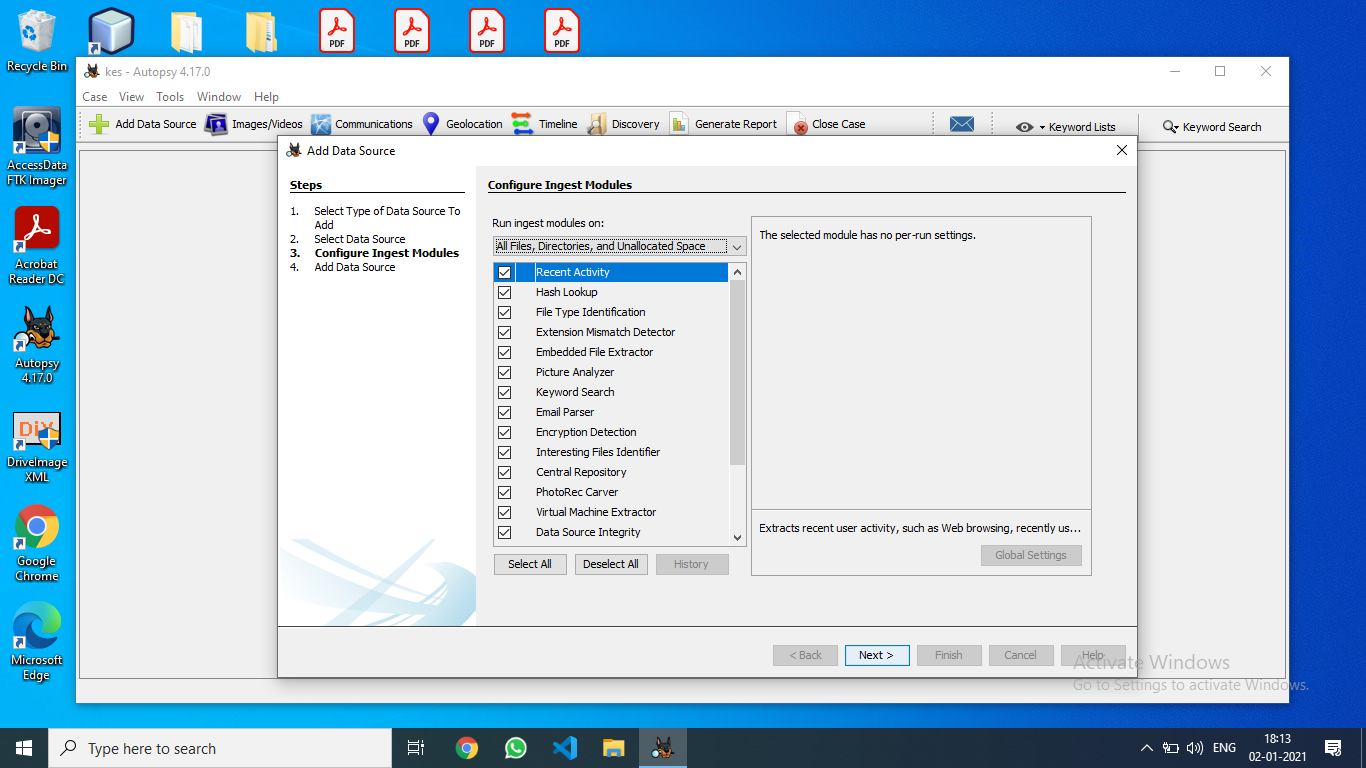 PDF
PDF
PDF
PDF
Recycle Bin
kes - Autopsy 4.17.0
Case View Tools Window Help
Add Data Source Images/Videos Communications Geolocation Timeline Discovery Generate Report Close Case Keyword Lists Keyword Search
AccessData
FTK Imager
Acrobat
Reader DC
Autopsy
4.17.0
DiX
DriveImage
XML
Google
Chrome
Microsoft
Edge
Add Data Source
Steps
1. Select Type of Data Source To
Add
2. Select Data Source
3. Configure Ingest Modules
4. Add Data Source
Configure Ingest Modules
Run ingest modules on:
All Files, Directories, and Unallocated Space
Recent Activity
Hash Lookup
File Type Identification
Extension Mismatch Detector
Embedded File Extractor
Picture Analyzer
Keyword Search
Email Parser
Encryption Detection
Interesting Files Identifier
Central Repository
PhotoRec Carver
Virtual Machine Extractor
Data Source Integrity
Select All Deselect All History
The selected module has no per-run settings.
Extracts recent user activity, such as Web browsing, recently us...
Global Settings
< Back Next > Finish Cancel Help
Activate Windows
Go to Settings to activate Windows.
Type here to search
ENG
18:13
02-01-2021